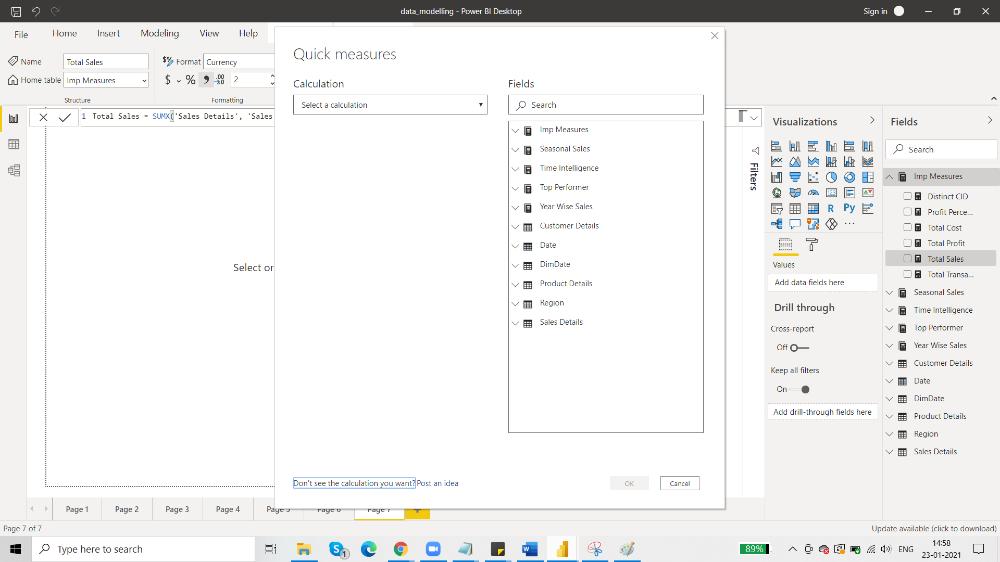 data_modelling - Power BI Desktop
Sign in
File Home Insert Modeling View Help
Name Total Sales
Format Currency
Home table Imp Measures
$ % , .00 2
Structure
Formatting
1 Total Sales = SUMX('Sales Details', 'Sales
Select or
Quick measures
Calculation
Select a calculation
Fields
Search
Imp Measures
Seasonal Sales
Time Intelligence
Top Performer
Year Wise Sales
Customer Details
Date
DimDate
Product Details
Region
Sales Details
Don't see the calculation you want? Post an idea
OK
Cancel
Filters
Visualizations
123
R Py
...
Values
Add data fields here
Drill through
Cross-report
Off
Keep all filters
On
Add drill-through fields here
Fields
Search
Imp Measures
Distinct CID
Profit Perce...
Total Cost
Total Profit
Total Sales
Total Transa...
Seasonal Sales
Time Intelligence
Top Performer
Year Wise Sales
Customer Details
Date
DimDate
Product Details
Region
Sales Details
Page 1 Page 2 Page 3 Page 4 Page 5 Page 6 Page 7
Page 7 of 7
Update available (click to download)
Type here to search
S 1
W
89%
ENG
14:58
23-01-2021